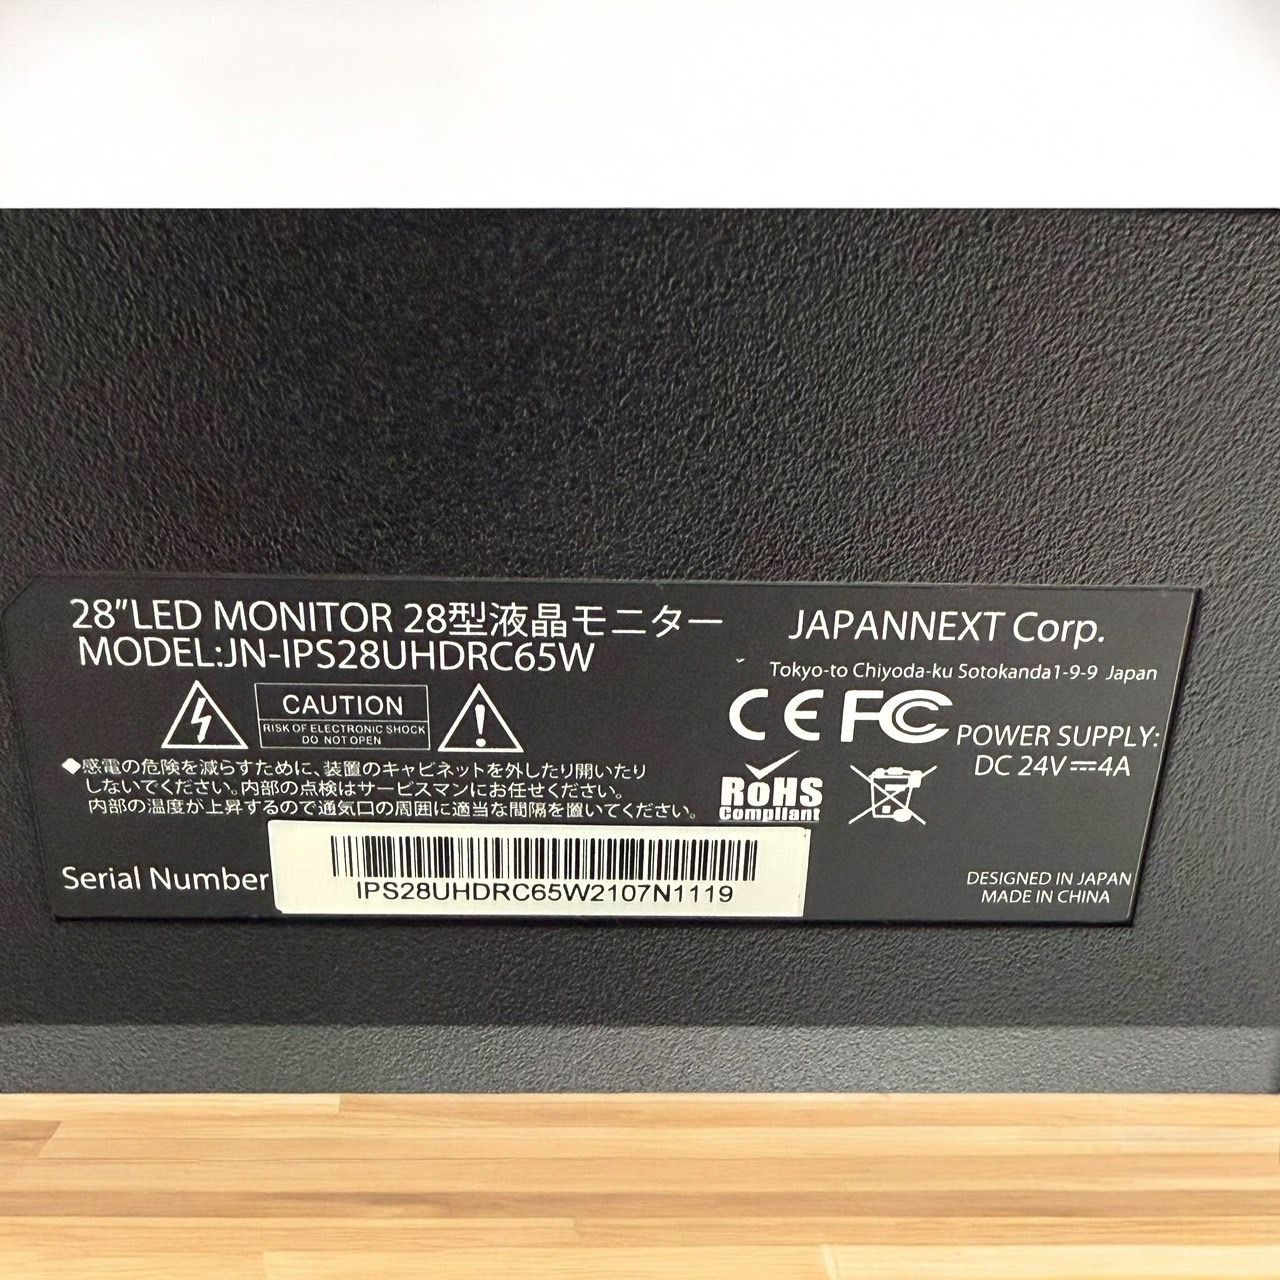 28"LED MONITOR 28型液晶モニター
MODEL:JN-IPS28UHDRC65W
CAUTION
RISK OF ELECTRONIC SHOCK
DO NOT OPEN
◆感電の危険を減らすために、装置のキャビネットを外したり開いたり
しないでください。内部の点検はサービスマンにお任せください。
内部の温度が上昇するので通気口の周囲に適当な間隔を置いてください。
Serial Number
IPS28UHDRC65W2107N1119
JAPANNEXT Corp.
Tokyo-to Chiyoda-ku Sotokanda1-9-9 Japan
CE FC
POWER SUPPLY:
DC 24V⎓4A
RoHS
Compliant
DESIGNED IN JAPAN
MADE IN CHINA